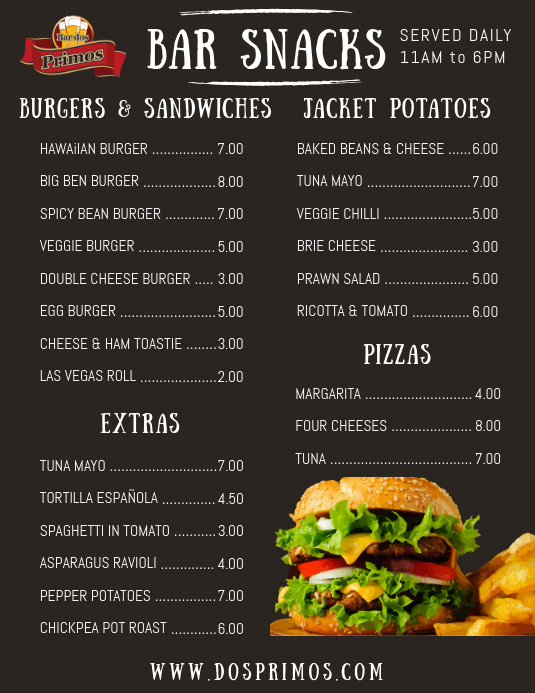 Bar dos
Primos
BAR SNACKS
SERVED DAILY
11AM to 6PM
BURGERS & SANDWICHES
HAWAiIAN BURGER ................ 7.00
BIG BEN BURGER ...................8.00
SPICY BEAN BURGER .............7.00
VEGGIE BURGER ....................5.00
DOUBLE CHEESE BURGER ..... 3.00
EGG BURGER .........................5.00
CHEESE & HAM TOASTIE ........3.00
LAS VEGAS ROLL ....................2.00
EXTRAS
TUNA MAYO ............................7.00
TORTILLA ESPAÑOLA ..............4.50
SPAGHETTI IN TOMATO ...........3.00
ASPARAGUS RAVIOLI .............. 4.00
PEPPER POTATOES ................7.00
CHICKPEA POT ROAST ............6.00
JACKET POTATOES
BAKED BEANS & CHEESE ......6.00
TUNA MAYO ...........................7.00
VEGGIE CHILLI .......................5.00
BRIE CHEESE ....................... 3.00
PRAWN SALAD ...................... 5.00
RICOTTA & TOMATO ............... 6.00
PIZZAS
MARGARITA ............................ 4.00
FOUR CHEESES ..................... 8.00
TUNA ..................................... 7.00
WWW.DOSPRIMOS.COM